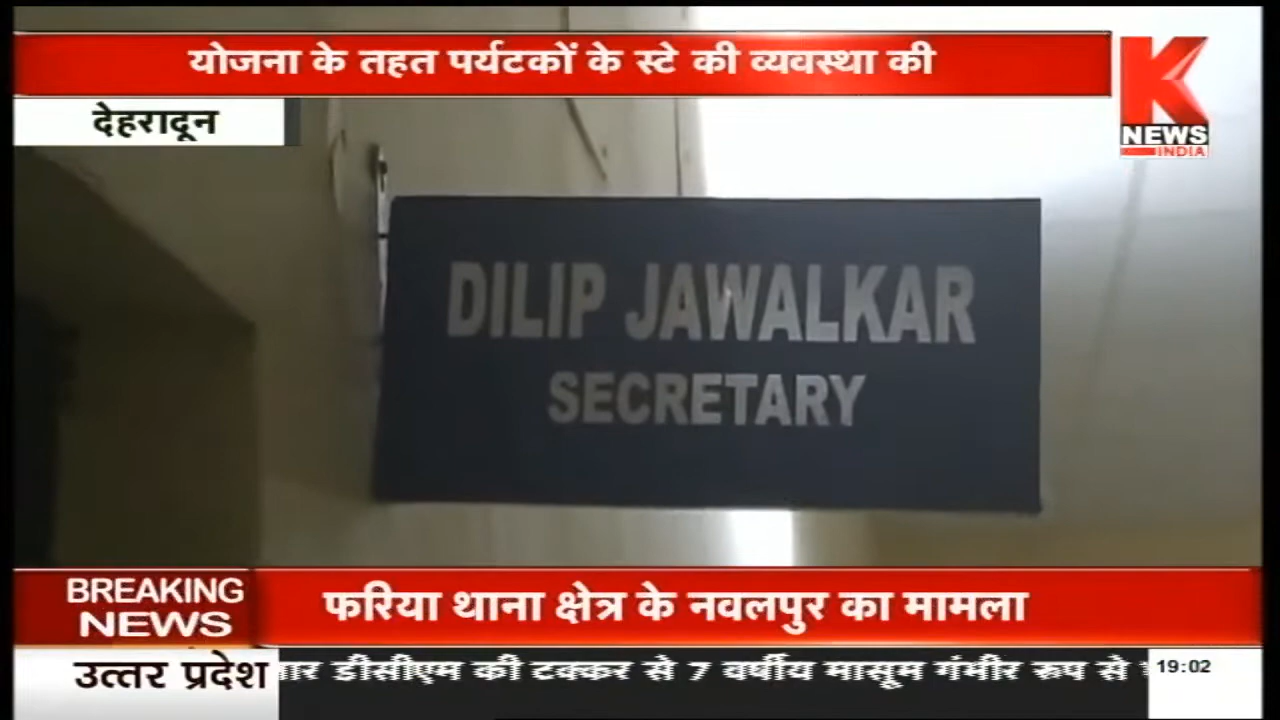 योजना के तहत पर्यटकों के स्टे की व्यवस्था की
K
NEWS
INDIA
देहरादून
DILIP JAWALKAR
SECRETARY
BREAKING
NEWS
फरिया थाना क्षेत्र के नवलपुर का मामला
उत्तर प्रदेश
डीसीएम की टक्कर से 7 वर्षीय मासूम गंभीर रूप से
19:02